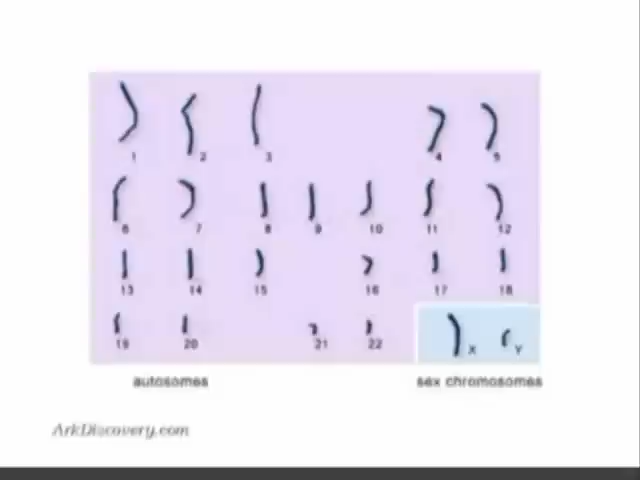 1 2 3 4 5
6 7 8 9 10 11 12
13 14 15 16 17 18
19 20 21 22 X Y
autosomes sex chromosomes
ArkDiscovery.com